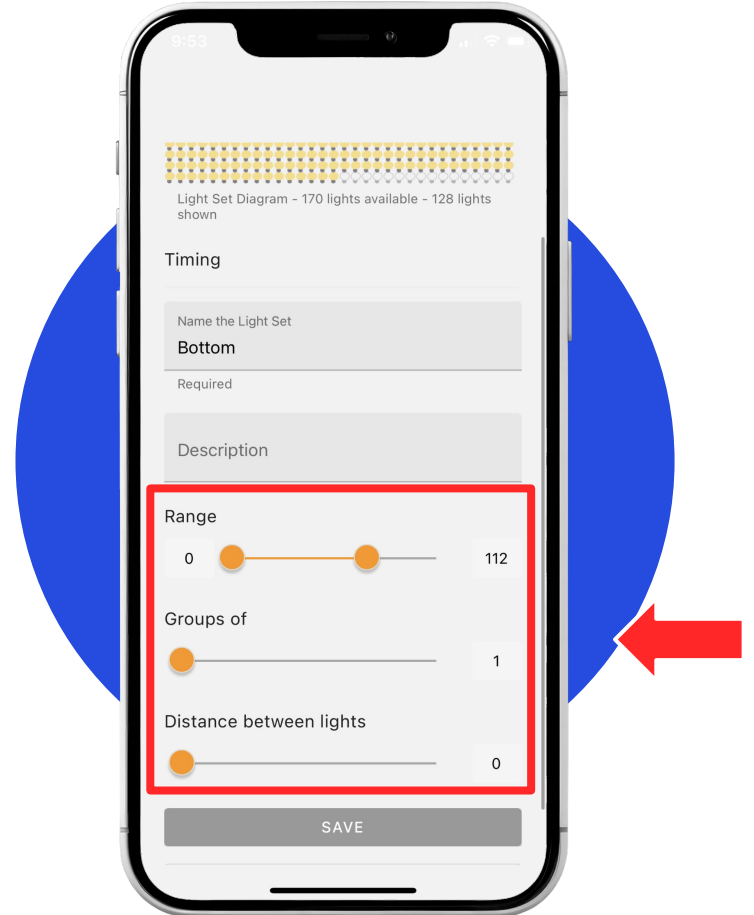 9:53
Light Set Diagram - 170 lights available - 128 lights
shown
Timing
Name the Light Set
Bottom
Required
Description
Range
0 112
Groups of
1
Distance between lights
0
SAVE